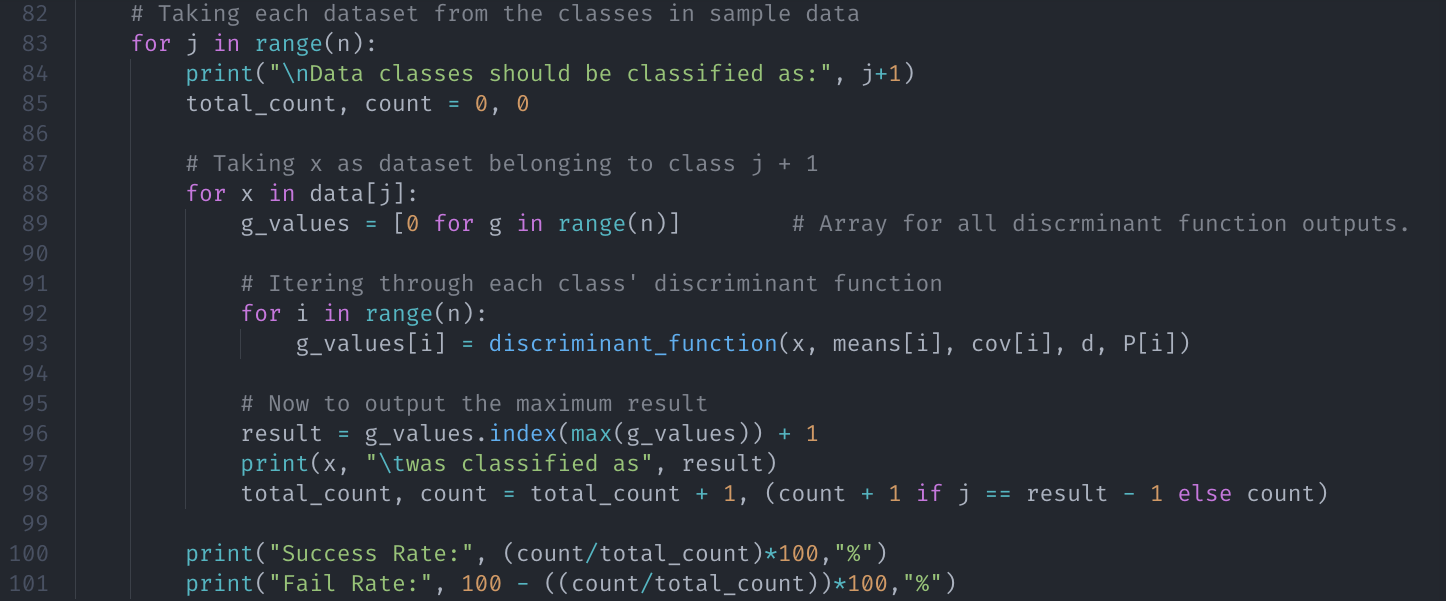 82 # Taking each dataset from the classes in sample data
83 for j in range(n):
84     print("\nData classes should be classified as:", j+1)
85     total_count, count = 0, 0
86
87     # Taking x as dataset belonging to class j + 1
88     for x in data[j]:
89         g_values = [0 for g in range(n)]        # Array for all discrminant function outputs.
90
91         # Itering through each class' discriminant function
92         for i in range(n):
93             g_values[i] = discriminant_function(x, means[i], cov[i], d, P[i])
94
95         # Now to output the maximum result
96         result = g_values.index(max(g_values)) + 1
97         print(x, "\twas classified as", result)
98         total_count, count = total_count + 1, (count + 1 if j == result - 1 else count)
99
100     print("Success Rate:", (count/total_count)*100,"%")
101     print("Fail Rate:", 100 - ((count/total_count))*100,"%")